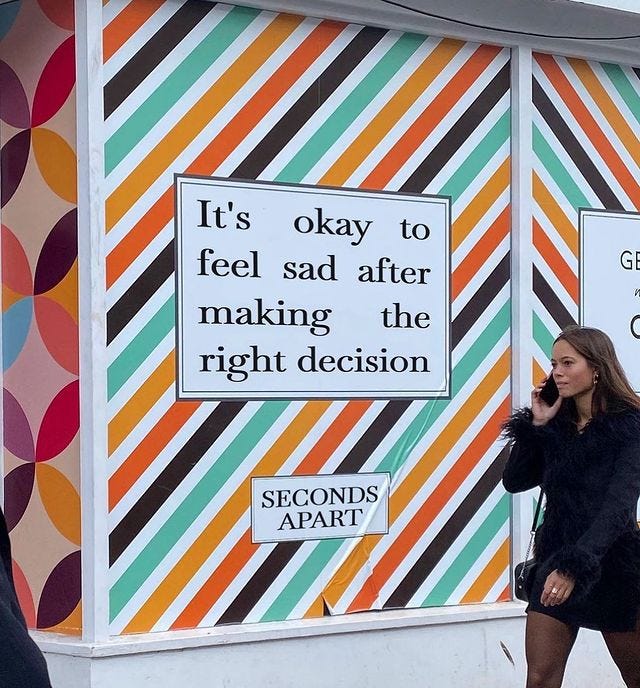 It's okay to
feel sad after
making the
right decision
SECONDS
APART